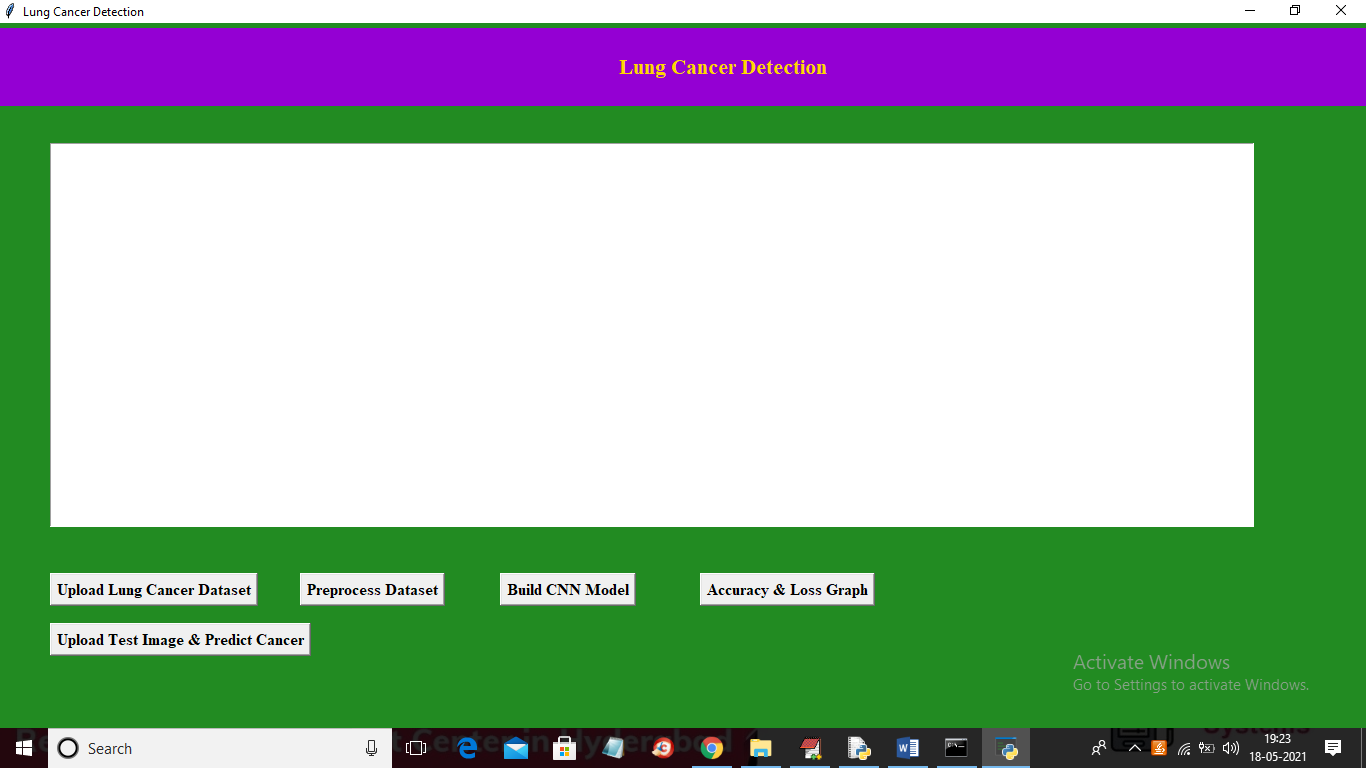 Lung Cancer Detection
Lung Cancer Detection
Upload Lung Cancer Dataset
Preprocess Dataset
Build CNN Model
Accuracy & Loss Graph
Upload Test Image & Predict Cancer
Activate Windows
Go to Settings to activate Windows.
Search
19:23
18-05-2021